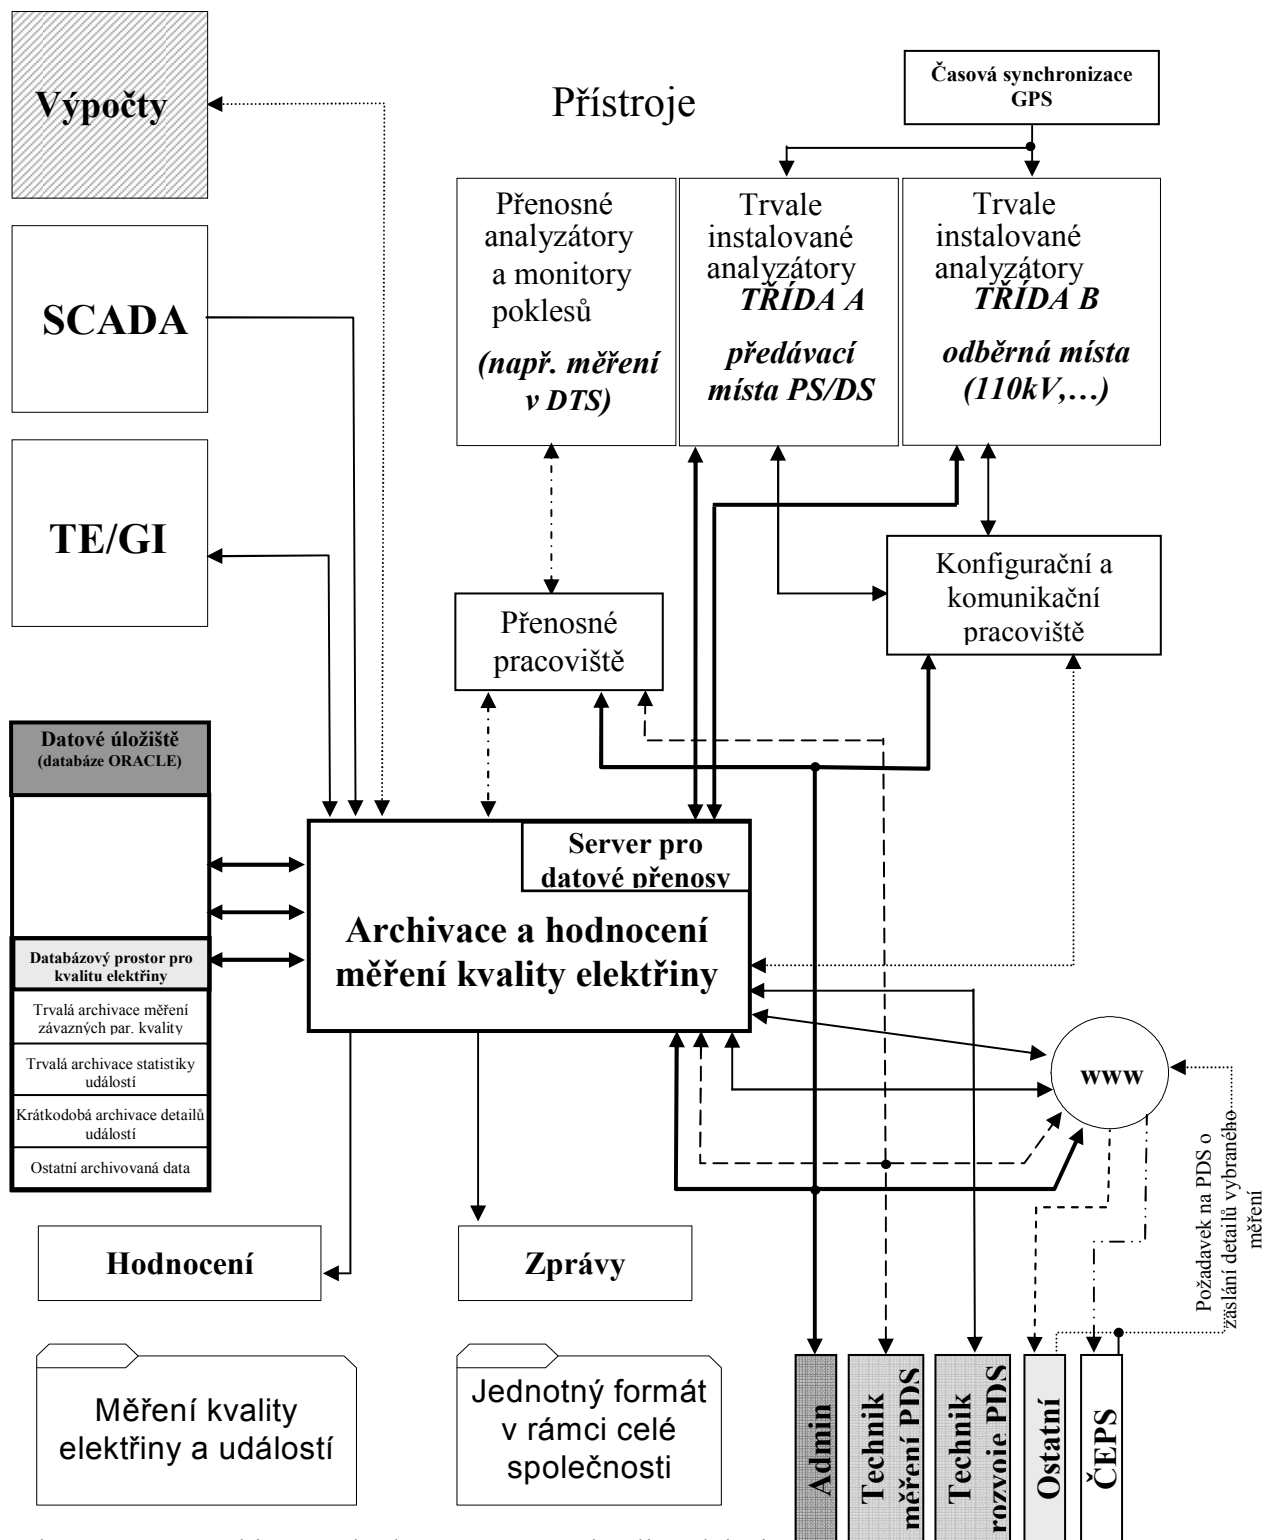 Výpočty
Přístroje
Časová synchronizace
GPS
Přenosné
analyzátory
a monitory
poklesů
(např. měření
v DTS)
Trvale
instalované
analyzátory
TŘÍDA A
předávací
místa PS/DS
Trvale
instalované
analyzátory
TŘÍDA B
odběrná místa
(110kV,…)
SCADA
TE/GI
Přenosné
pracoviště
Konfigurační a
komunikační
pracoviště
Datové úložiště
(databáze ORACLE)
Server pro
datové přenosy
Archivace a hodnocení
měření kvality elektřiny
Databázový prostor pro
kvalitu elektřiny
Trvalá archivace měření
závazných par. kvality
Trvalá archivace statistiky
událostí
Krátkodobá archivace detailů
událostí
Ostatní archivovaná data
www
Požadavek na PDS o
zaslání detailů vybraného
měření
Hodnocení
Zprávy
Měření kvality
elektřiny a událostí
Jednotný formát
v rámci celé
společnosti
Admin
Technik
měření PDS
Technik
rozvoje PDS
Ostatní
ČEPS